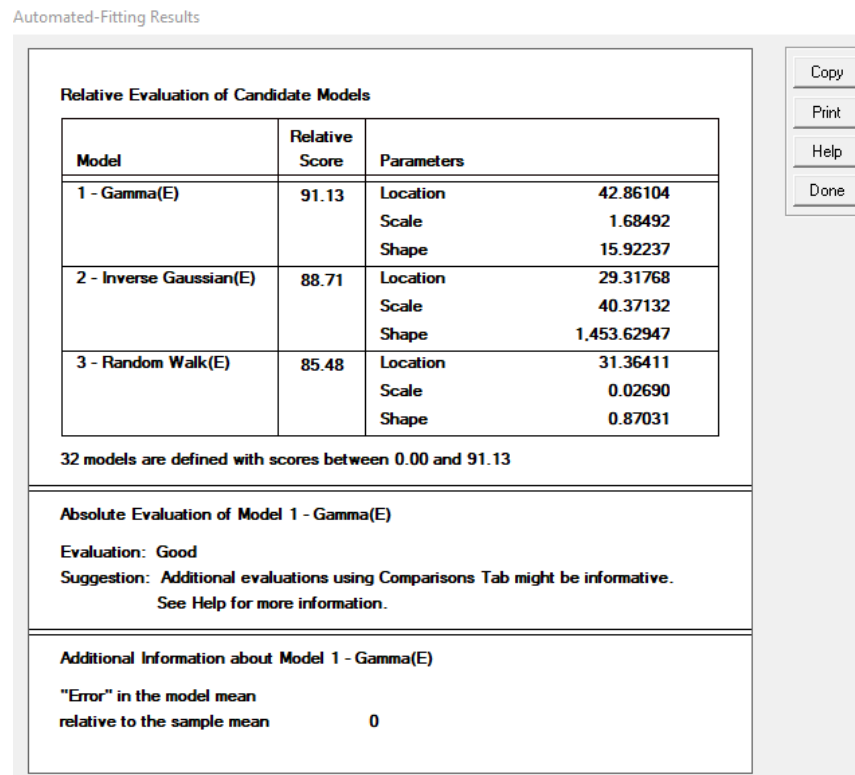 Automated-Fitting Results
Copy
Print
Help
Done
Relative Evaluation of Candidate Models
Relative
Model Score Parameters
1 - Gamma(E) 91.13 Location 42.86104
Scale 1.68492
Shape 15.92237
2 - Inverse Gaussian(E) 88.71 Location 29.31768
Scale 40.37132
Shape 1,453.62947
3 - Random Walk(E) 85.48 Location 31.36411
Scale 0.02690
Shape 0.87031
32 models are defined with scores between 0.00 and 91.13
Absolute Evaluation of Model 1 - Gamma(E)
Evaluation: Good
Suggestion: Additional evaluations using Comparisons Tab might be informative.
See Help for more information.
Additional Information about Model 1 - Gamma(E)
"Error" in the model mean
relative to the sample mean 0